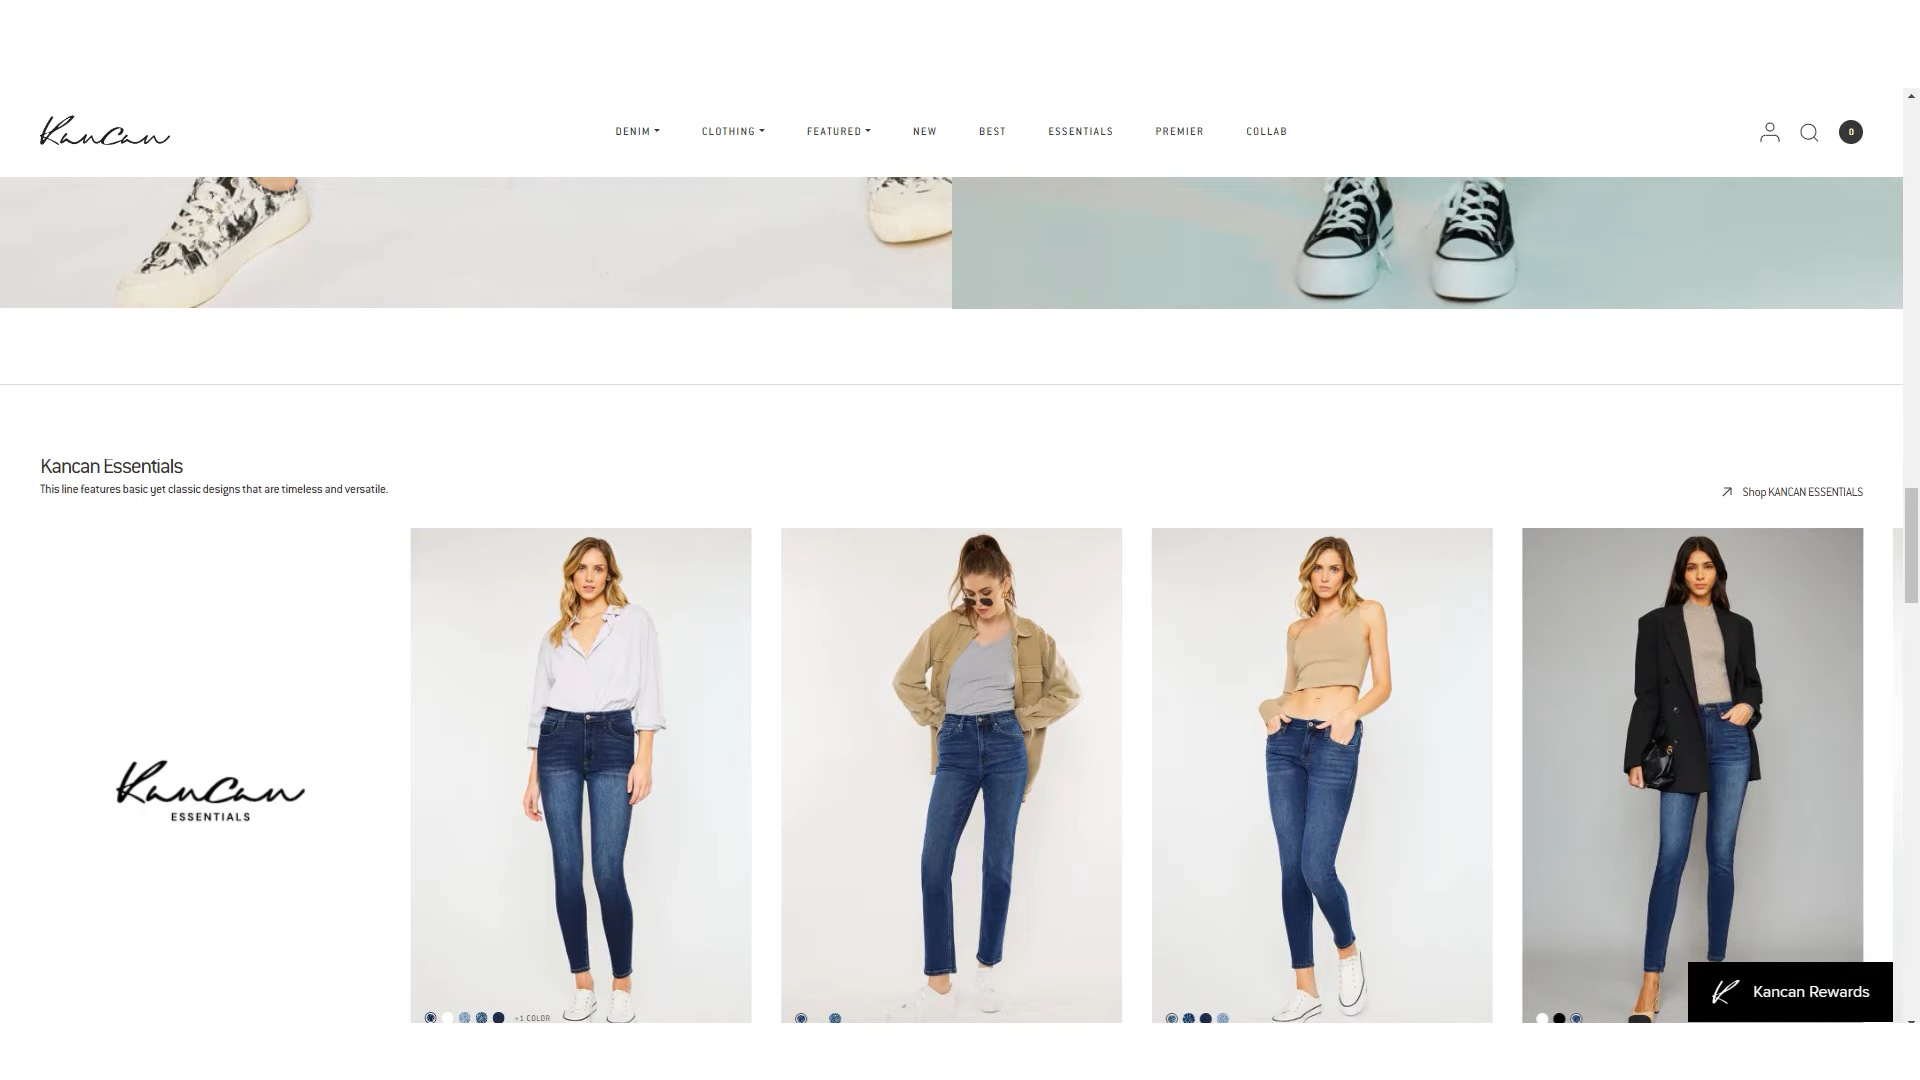 Kancan
DENIM
CLOTHING
FEATURED
NEW
BEST
ESSENTIALS
PREMIER
COLLAB
0
Kancan Essentials
This line features basic yet classic designs that are timeless and versatile.
Shop KANCAN ESSENTIALS
Kancan
ESSENTIALS
+1 COLOR
Kancan Rewards